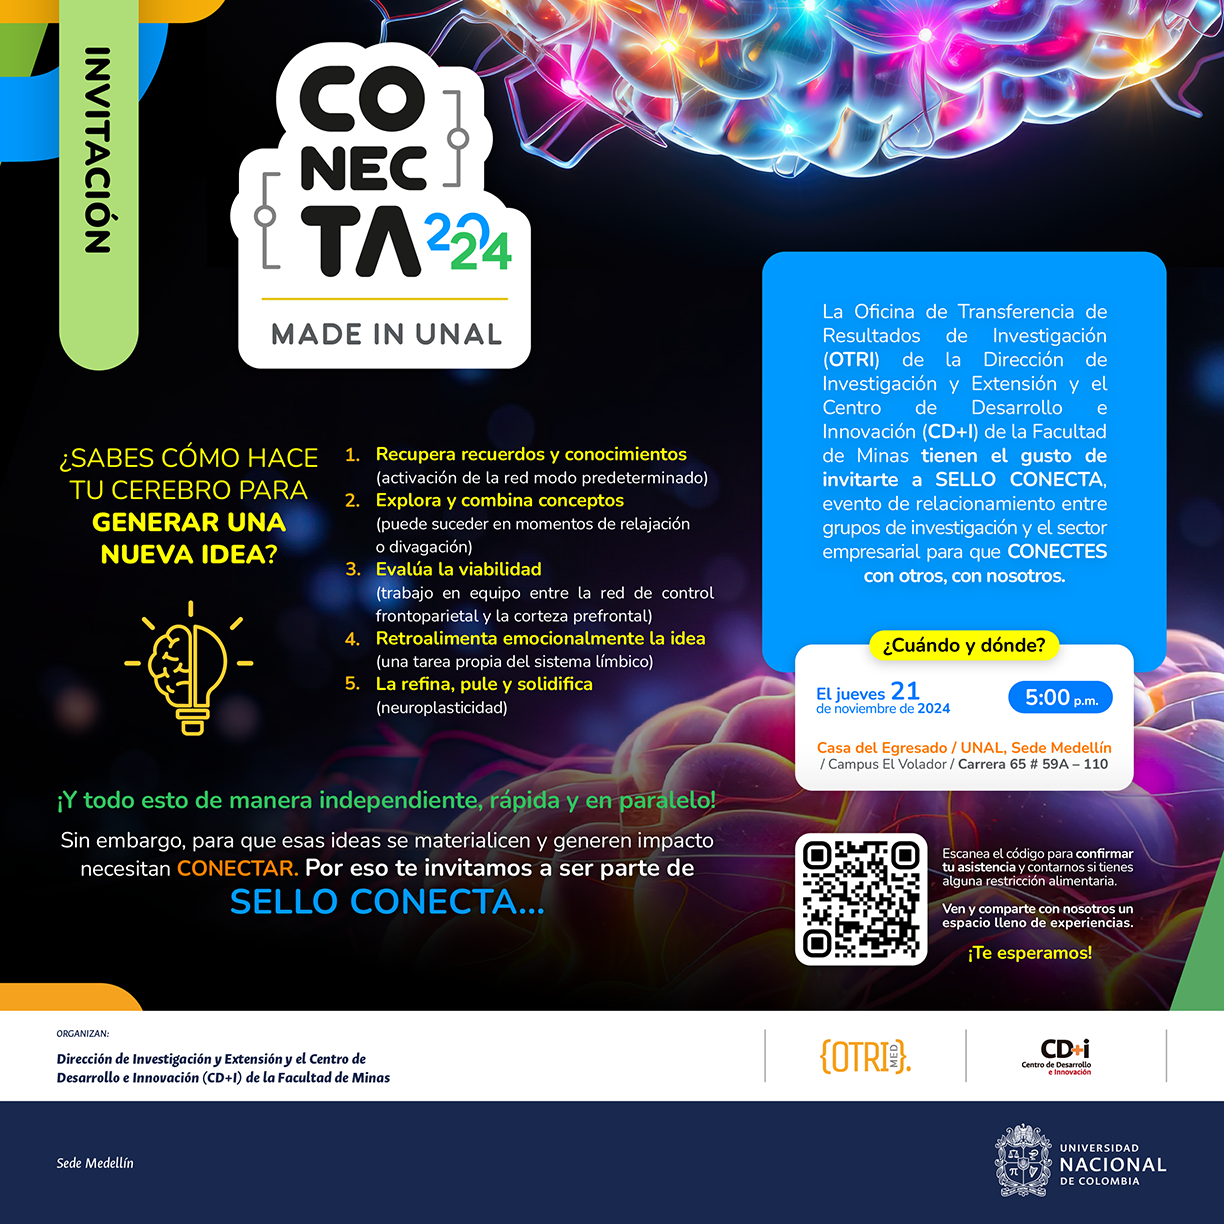 INVITACIÓN
CO
NEC
TA 2024
MADE IN UNAL
¿SABES CÓMO HACE
TU CEREBRO PARA
GENERAR UNA
NUEVA IDEA?
1. Recupera recuerdos y conocimientos
(activación de la red modo predeterminado)
2. Explora y combina conceptos
(puede suceder en momentos de relajación
o divagación)
3. Evalúa la viabilidad
(trabajo en equipo entre la red de control
frontoparietal y la corteza prefrontal)
4. Retroalimenta emocionalmente la idea
(una tarea propia del sistema límbico)
5. La refina, pule y solidifica
(neuroplasticidad)
¡Y todo esto de manera independiente, rápida y en paralelo!
Sin embargo, para que esas ideas se materialicen y generen impacto
necesitan CONECTAR. Por eso te invitamos a ser parte de
SELLO CONECTA...
La Oficina de Transferencia de
Resultados de Investigación
(OTRI) de la Dirección de
Investigación y Extensión y el
Centro de Desarrollo e
Innovación (CD+I) de la Facultad
de Minas tienen el gusto de
invitarte a SELLO CONECTA,
evento de relacionamiento entre
grupos de investigación y el sector
empresarial para que CONECTES
con otros, con nosotros.
¿Cuándo y dónde?
El jueves 21
de noviembre de 2024
5:00 p.m.
Casa del Egresado / UNAL, Sede Medellín
/ Campus El Volador / Carrera 65 # 59A – 110
Escanea el código para confirmar
tu asistencia y contarnos si tienes
alguna restricción alimentaria.
Ven y comparte con nosotros un
espacio lleno de experiencias.
¡Te esperamos!
ORGANIZAN:
Dirección de Investigación y Extensión y el Centro de
Desarrollo e Innovación (CD+I) de la Facultad de Minas
{OTRI MED}.
CD+i
Centro de Desarrollo
e Innovación
Sede Medellín
UNIVERSIDAD
NACIONAL
DE COLOMBIA